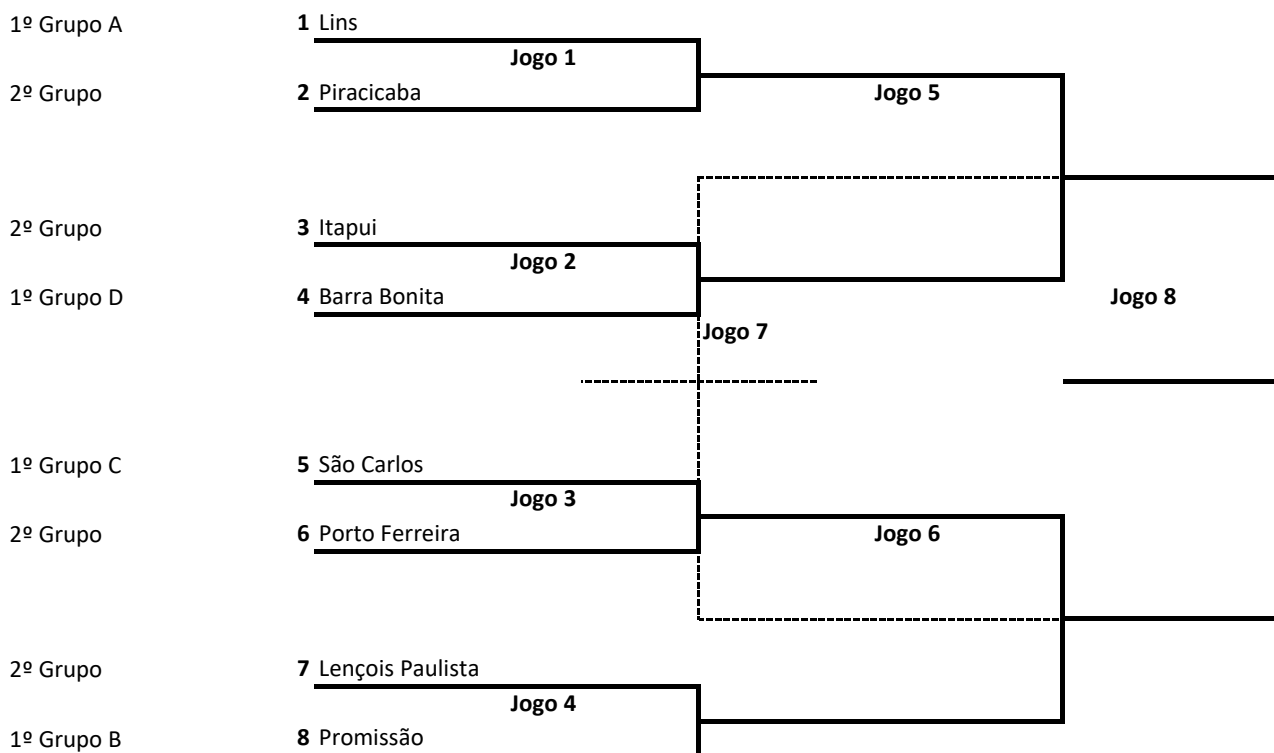 1º Grupo A 1 Lins
Jogo 1
2º Grupo 2 Piracicaba Jogo 5
2º Grupo 3 Itapui
Jogo 2
1º Grupo D 4 Barra Bonita Jogo 8
Jogo 7
1º Grupo C 5 São Carlos
Jogo 3
2º Grupo 6 Porto Ferreira Jogo 6
2º Grupo 7 Lençois Paulista
Jogo 4
1º Grupo B 8 Promissão